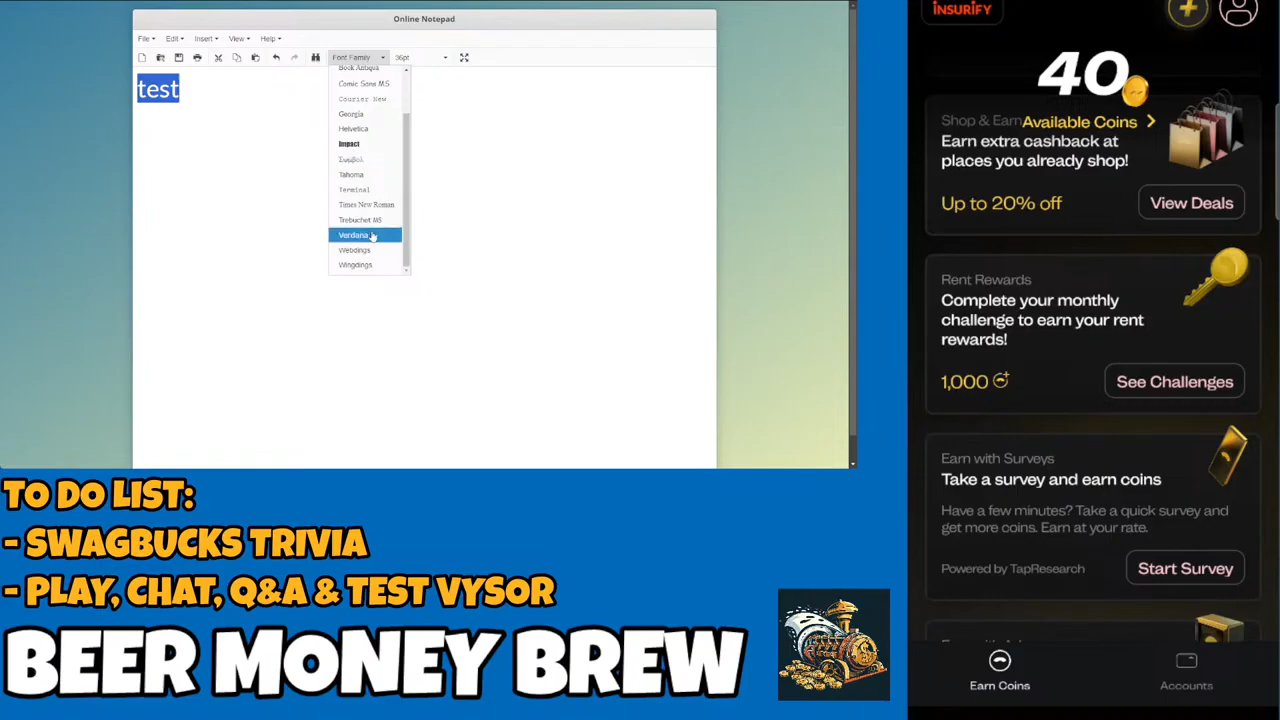 Online Notepad
File Edit Insert View Help
Font Family 36pt
test
Book Antiqua
Comic Sans MS
Courier New
Georgia
Helvetica
Impact
Σψμβολ
Tahoma
Terminal
Times New Roman
Trebuchet MS
Verdana
Webdings
Wingdings
TO DO LIST:
- SWAGBUCKS TRIVIA
- PLAY, CHAT, Q&A & TEST VYSOR
BEER MONEY BREW
INSURIFY
40
Available Coins >
Shop & Earn
Earn extra cashback at
places you already shop!
Up to 20% off
View Deals
Rent Rewards
Complete your monthly
challenge to earn your rent
rewards!
1,000
See Challenges
Earn with Surveys
Take a survey and earn coins
Have a few minutes? Take a quick survey and
get more coins. Earn at your rate.
Powered by TapResearch
Start Survey
Earn Coins
Accounts